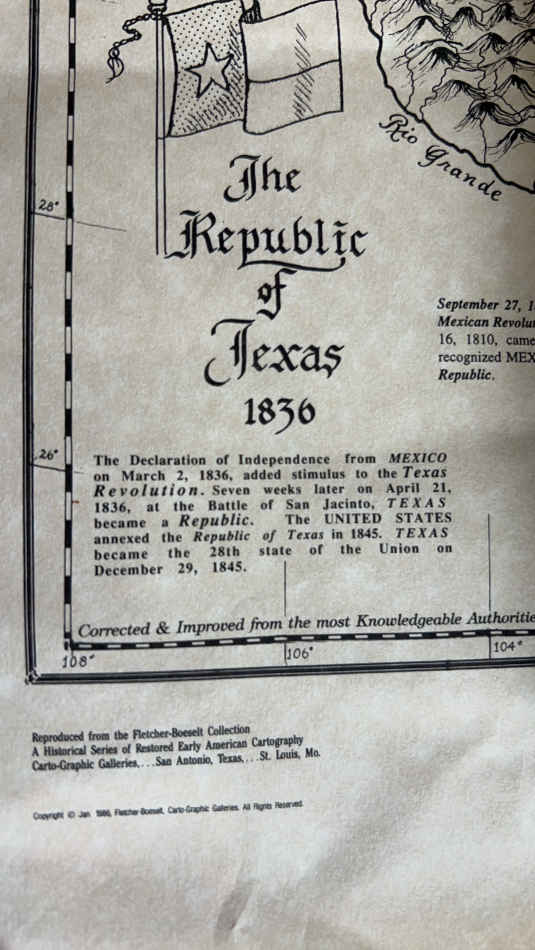 Rio Grande
28°
The
Republic
of
Texas
1836
September 27, 1
Mexican Revolut
16, 1810, came
recognized MEX
Republic.
26°
The Declaration of Independence from MEXICO
on March 2, 1836, added stimulus to the Texas
Revolution. Seven weeks later on April 21,
1836, at the Battle of San Jacinto, TEXAS
became a Republic. The UNITED STATES
annexed the Republic of Texas in 1845. TEXAS
became the 28th state of the Union on
December 29, 1845.
Corrected & Improved from the most Knowledgeable Authoritie
108° 106° 104°
Reproduced from the Fletcher-Boeselt Collection
A Historical Series of Restored Early American Cartography
Carto-Graphic Galleries....San Antonio, Texas,...St. Louis, Mo.
Copyright © Jan. 1986, Fletcher-Boeselt, Carto-Graphic Galleries. All Rights Reserved.